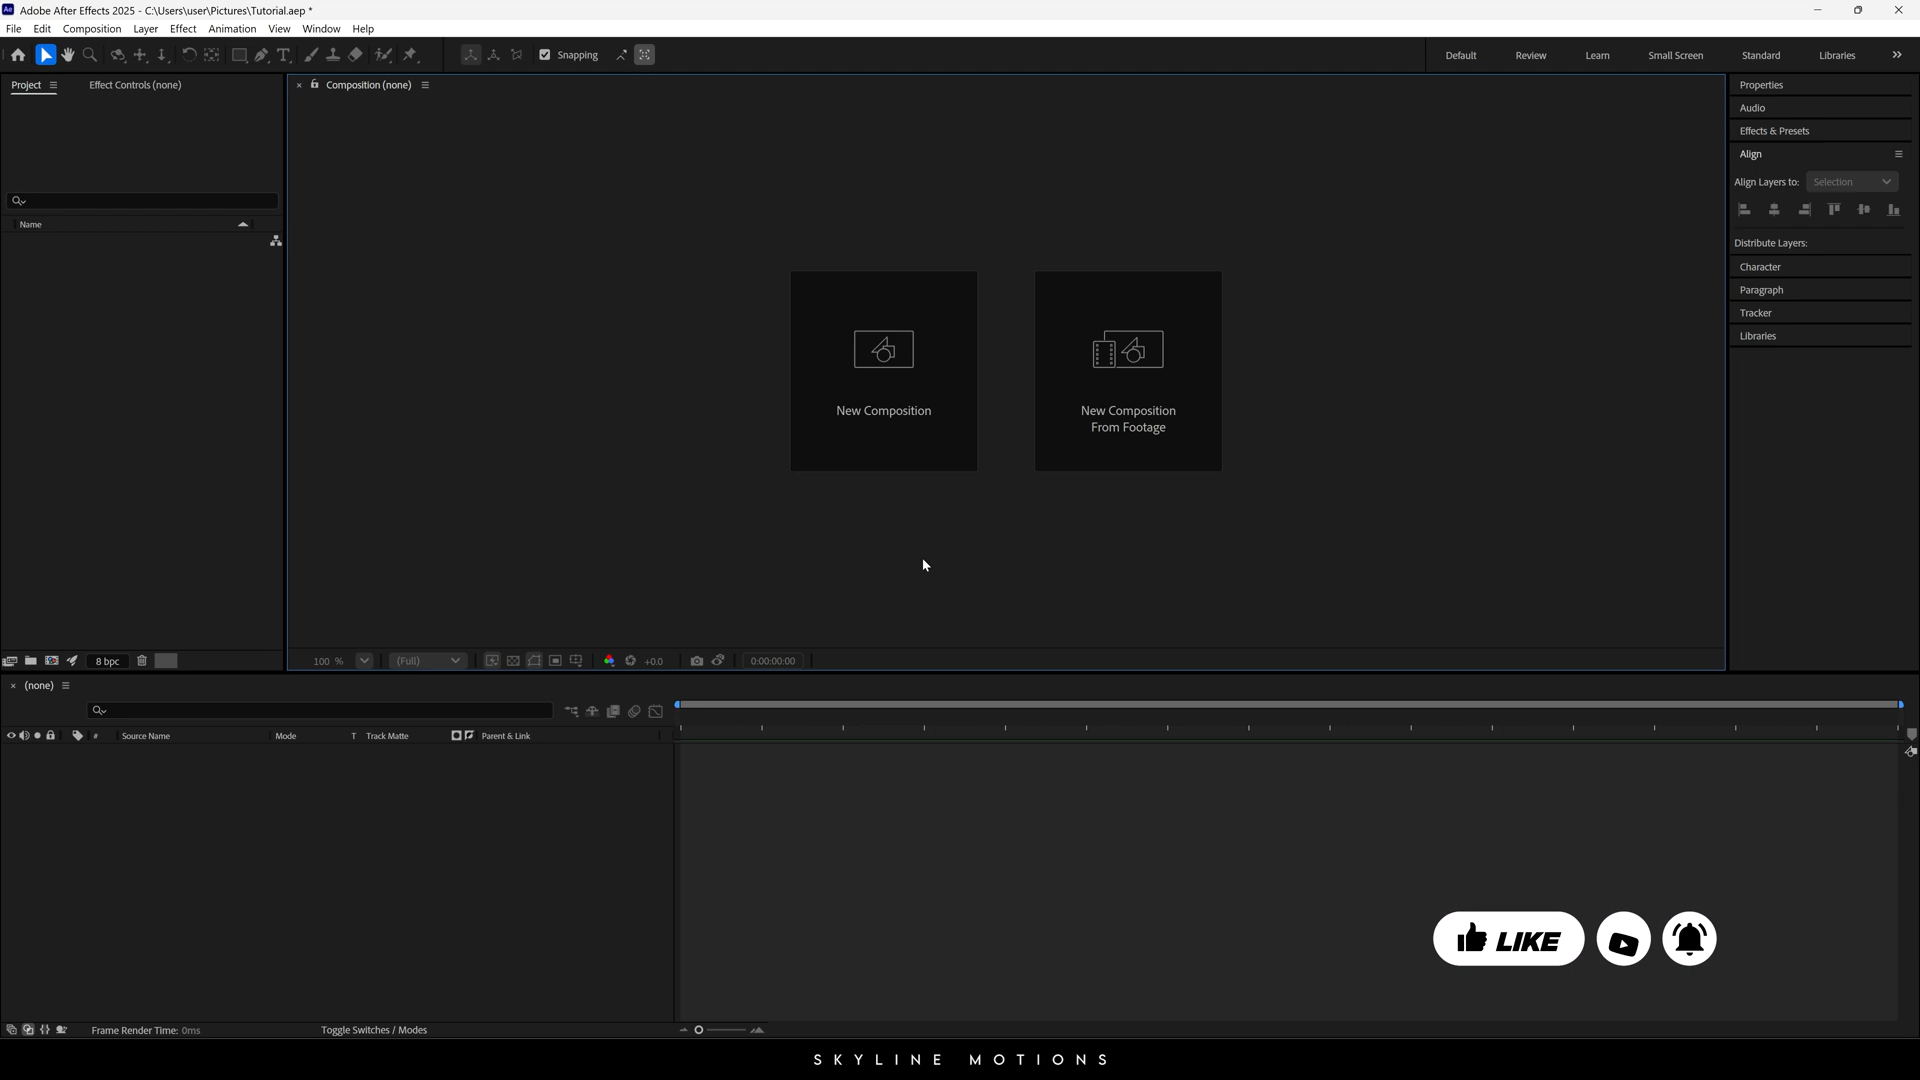 Adobe After Effects 2025 - C:\Users\user\Pictures\Tutorial.aep *
File Edit Composition Layer Effect Animation View Window Help
Snapping
Default Review Learn Small Screen Standard Libraries
Project Effect Controls (none)
Composition (none)
Properties
Audio
Effects & Presets
Align
Align Layers to: Selection
Distribute Layers:
Character
Paragraph
Tracker
Libraries
Name
New Composition
New Composition
From Footage
8 bpc
100 % (Full) +0.0 0:00:00:00
(none)
# Source Name Mode T Track Matte Parent & Link
LIKE
Frame Render Time: 0ms Toggle Switches / Modes
SKYLINE MOTIONS